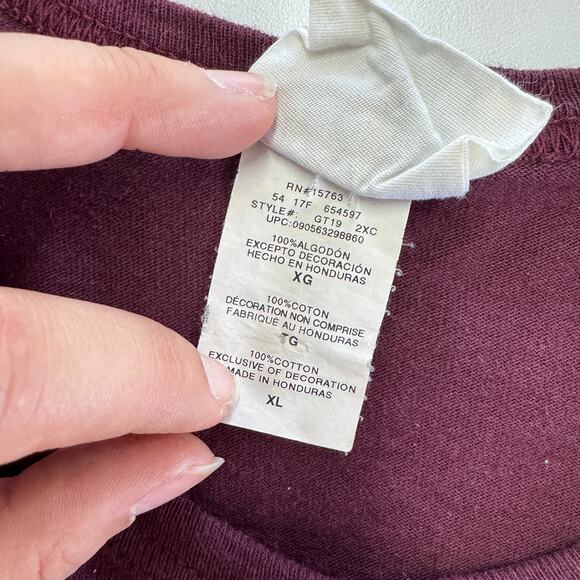 RN#15763
54 17F 654597
STYLE#: GT19 2XC
UPC:090563298860
100%ALGODÓN
EXCEPTO DECORACIÓN
HECHO EN HONDURAS
XG
100%COTON
DÉCORATION NON COMPRISE
FABRIQUÉ AU HONDURAS
TG
100%COTTON
EXCLUSIVE OF DECORATION
MADE IN HONDURAS
XL